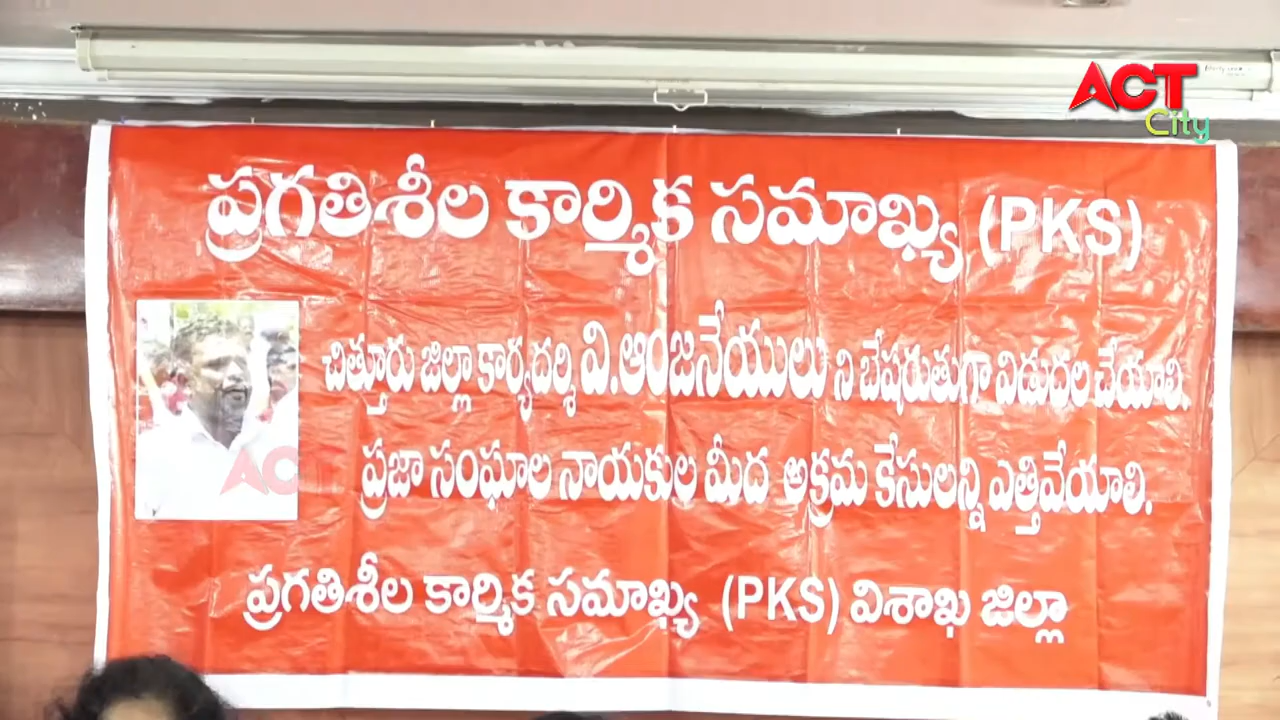 ACT
City
ప్రగతిశీల కార్మిక సమాఖ్య (PKS)
చిత్తూరు జిల్లా కార్యదర్శి వి.ఆంజనేయులు ని బేషరుతుగా విడుదల చేయాలి.
ప్రజా సంఘాల నాయకుల మీద అక్రమ కేసులన్ని ఎత్తివేయాలి.
ప్రగతిశీల కార్మిక సమాఖ్య (PKS) విశాఖ జిల్లా